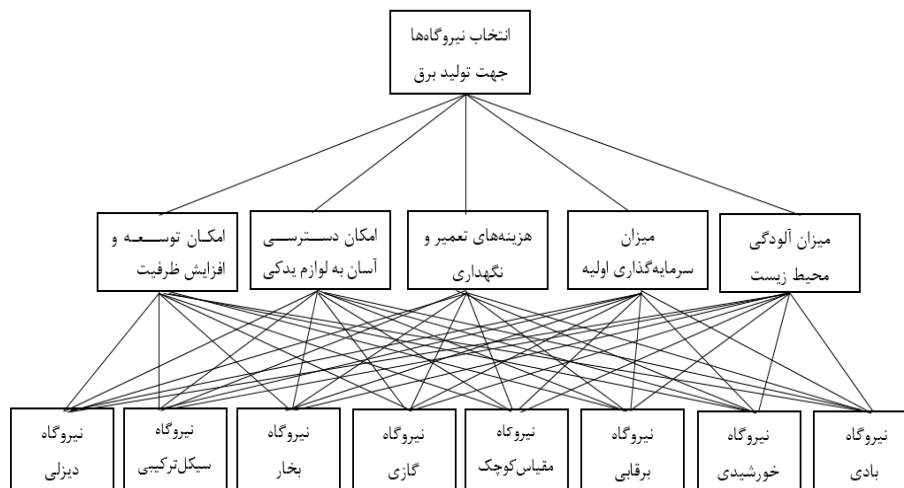 انتخاب نیروگاه‌ها
جهت تولید برق
میزان آلودگی
محیط زیست
میزان
سرمایه‌گذاری اولیه
هزینه‌های تعمیر و
نگهداری
امکان دسترسی
آسان به لوازم یدکی
امکان توسعه و
افزایش ظرفیت
نیروگاه
بادی
نیروگاه
خورشیدی
نیروگاه
برقابی
نیروگاه
مقیاس‌کوچک
نیروگاه
گازی
نیروگاه
بخار
نیروگاه
سیکل‌ترکیبی
نیروگاه
دیزلی